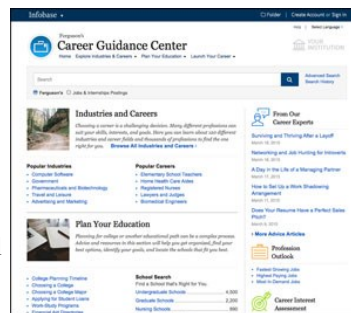 Infobase
Folder | Create Account or Sign In
Help | Select Language
Ferguson's
Career Guidance Center
Home Explore Industries & Careers Plan Your Education Launch Your Career
YOUR
INSTITUTION
Search
Advanced Search
Search History
Ferguson's Jobs & Internships Postings
Industries and Careers
Choosing a career is a challenging decision. Many different professions can
suit your skills, interests, and goals. Here you can learn about different
industries and career fields and thousands of professions to find the one
right for you. Browse All Industries and Careers ›
Popular Industries
• Computer Software
• Government
• Pharmaceuticals and Biotechnology
• Travel and Leisure
• Advertising and Marketing
Popular Careers
• Elementary School Teachers
• Home Health Care Aides
• Registered Nurses
• Lawyers and Judges
• Biomedical Engineers
Plan Your Education
Planning for college or another educational path can be a complex process.
Advice and resources in this section will help you get organized, find your
best options, identify your goals, and locate the schools that fit you best.
• College Planning Timeline
• Choosing a College
• Choosing a College Major
• Applying for Student Loans
• Work-Study Programs
• Financial Aid Directories
School Search
Find a School that's Right for You.
Undergraduate Schools 4,500
Graduate Schools 2,200
Nursing Schools
From Our
Career Experts
Surviving and Thriving After a Layoff
Networking and Job Hunting for Introverts
A Day in the Life of a Managing Recruiter
How to Set Up a Work Shadowing
Arrangement
Does Your Resume Have a Perfect Sales
Pitch?
• More Advice Articles
Profession
Outlook
• Fastest Growing Jobs
• Highest Paying Jobs
• Most In-Demand Jobs
Career Interest
Assessment